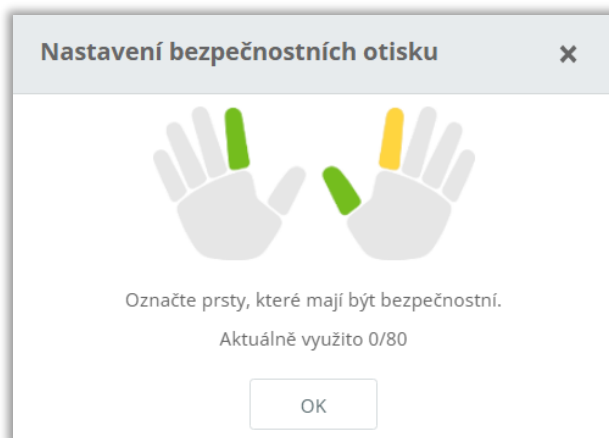 Nastavení bezpečnostních otisku
Označte prsty, které mají být bezpečnostní.
Aktuálně využito 0/80
OK